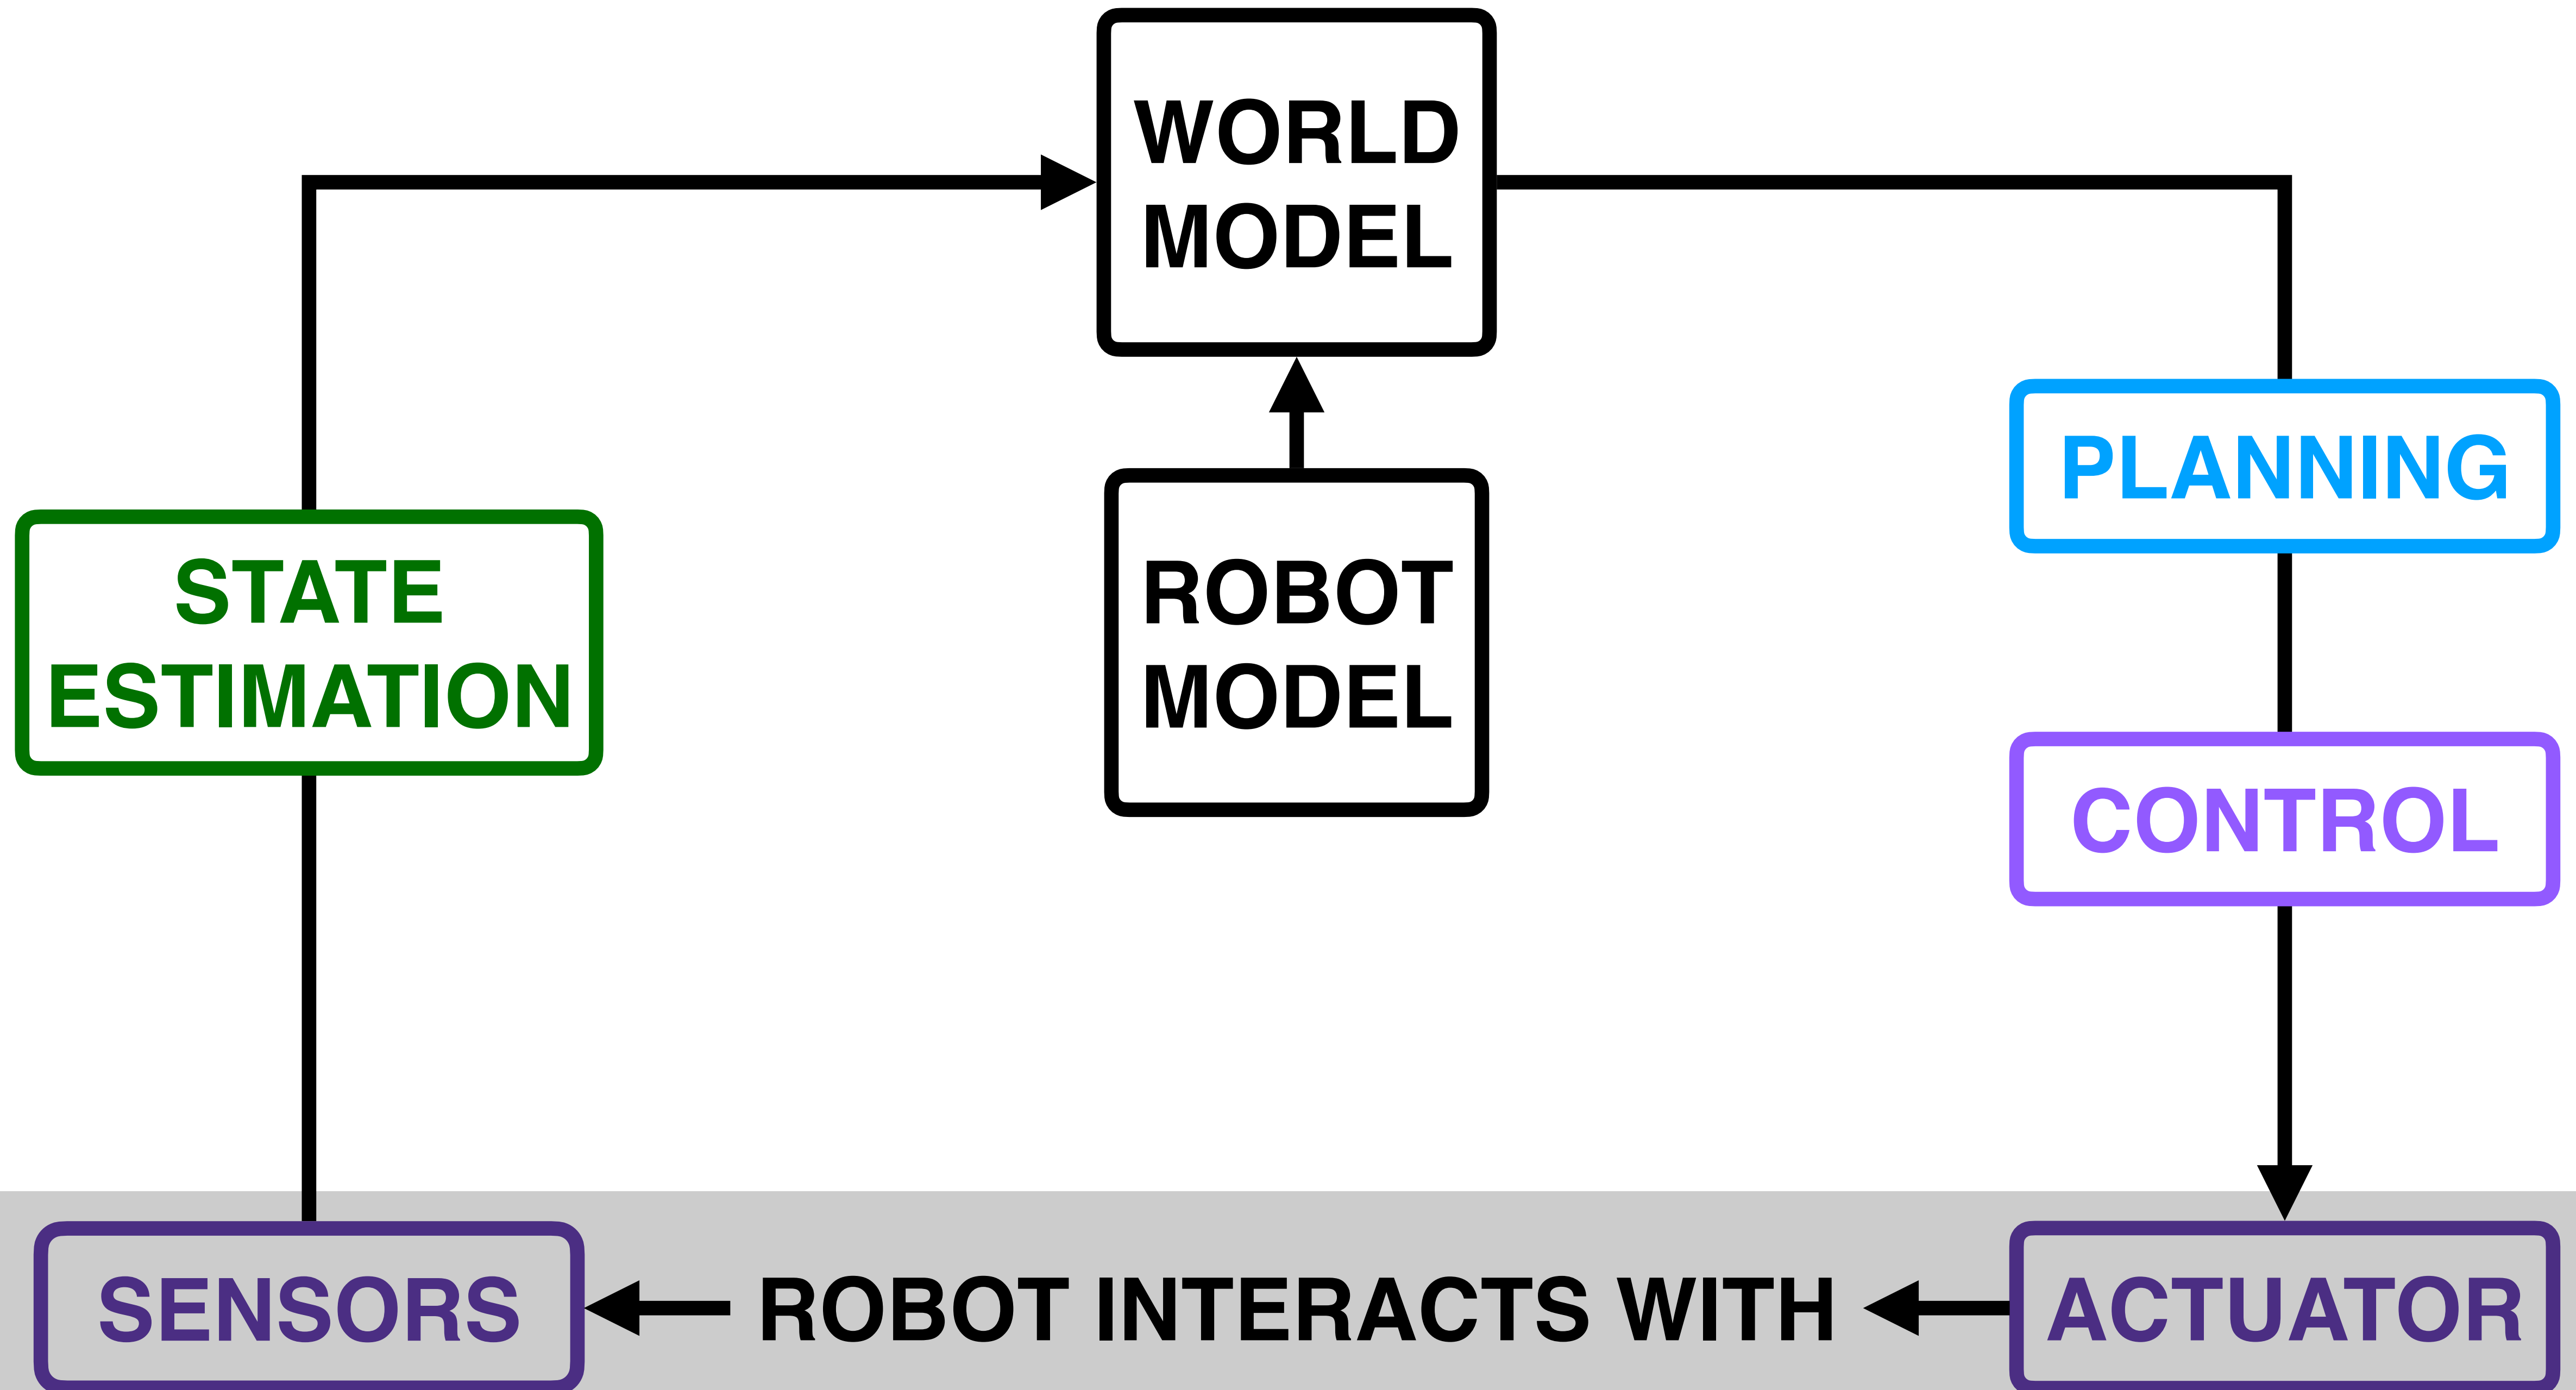 WORLD
MODEL
PLANNING
STATE
ESTIMATION
ROBOT
MODEL
CONTROL
SENSORS
ROBOT INTERACTS WITH
ACTUATOR